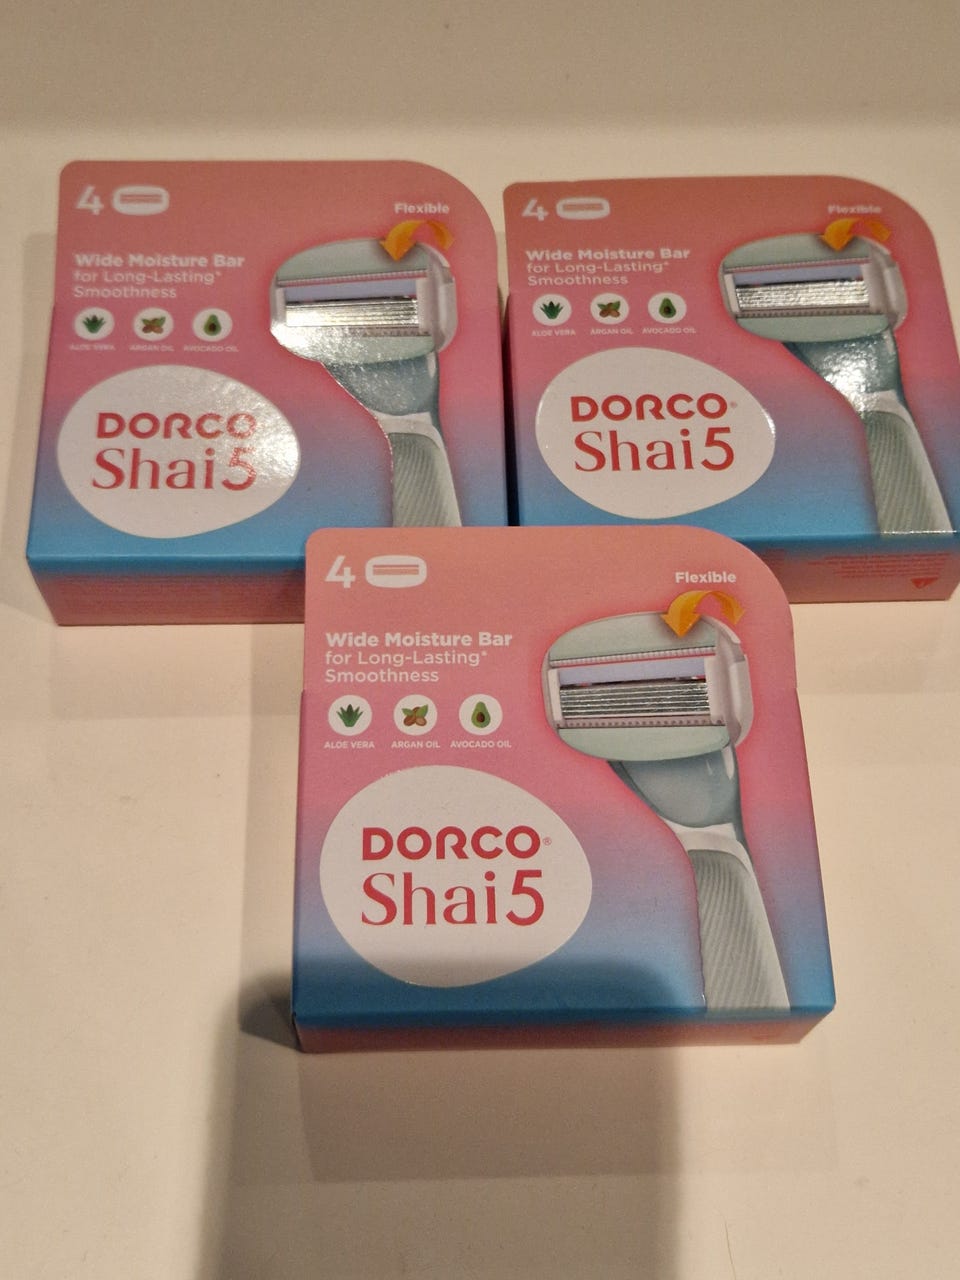 4
Flexible
Wide Moisture Bar
for Long-Lasting*
Smoothness
ALOE VERA ARGAN OIL AVOCADO OIL
DORCO
Shai5
4
Flexible
Wide Moisture Bar
for Long-Lasting*
Smoothness
ALOE VERA ARGAN OIL AVOCADO OIL
DORCO®
Shai5
4
Flexible
Wide Moisture Bar
for Long-Lasting*
Smoothness
ALOE VERA ARGAN OIL AVOCADO OIL
DORCO®
Shai5